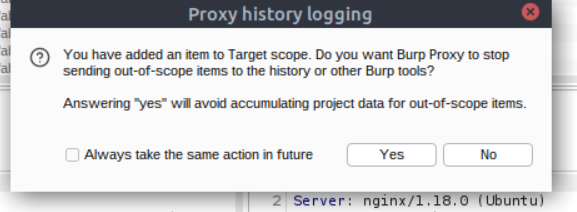 Proxy history logging
You have added an item to Target scope. Do you want Burp Proxy to stop
sending out-of-scope items to the history or other Burp tools?
Answering "yes" will avoid accumulating project data for out-of-scope items.
Always take the same action in future
Yes
No
2 Server: nginx/1.18.0 (Ubuntu)